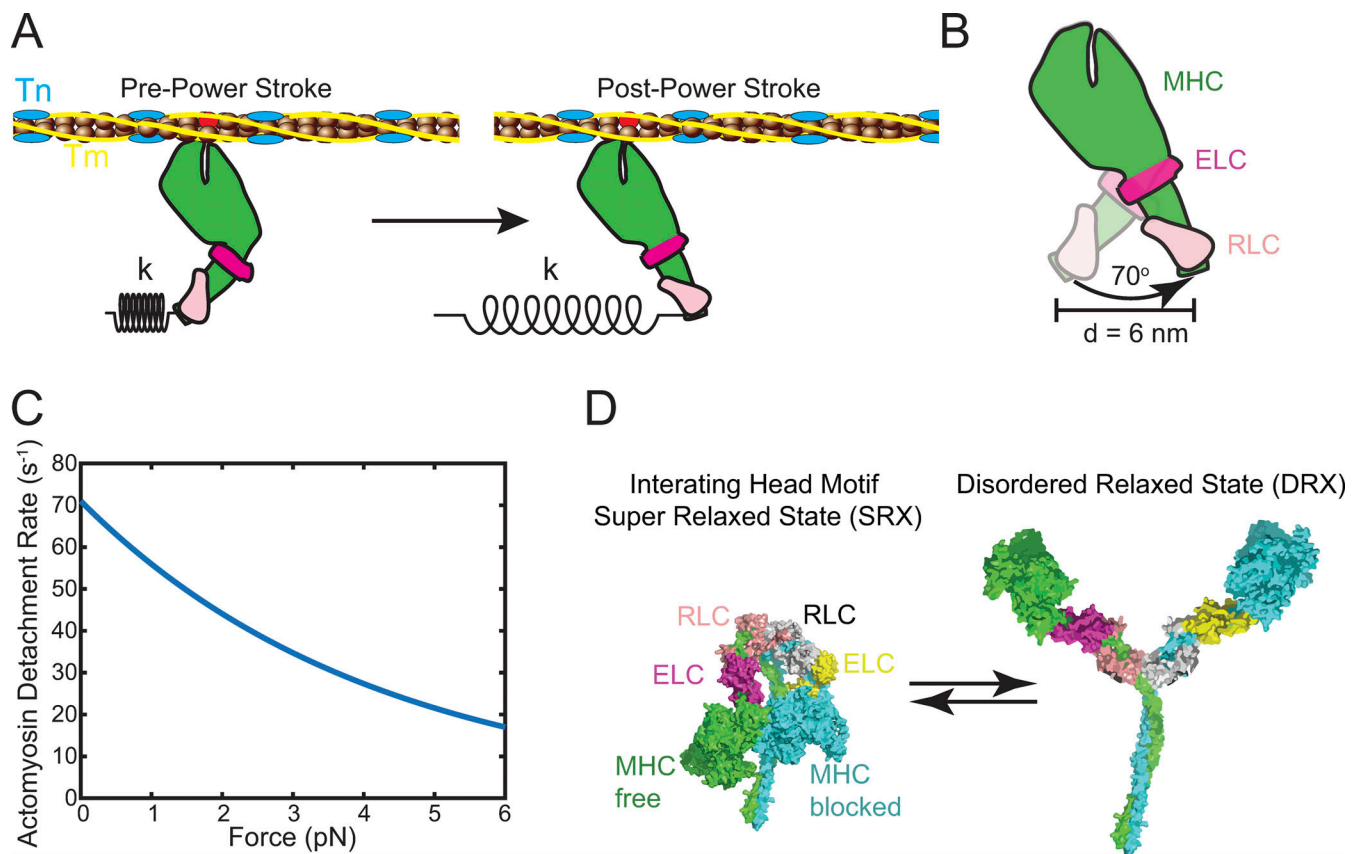 A
Tn
Pre-Power Stroke
Post-Power Stroke
Tm
k
k
B
MHC
ELC
RLC
70°
d = 6 nm
C
Actomyosin Detachment Rate (s⁻¹)
80
70
60
50
40
30
20
10
0
0 1 2 3 4 5 6
Force (pN)
D
Interating Head Motif
Super Relaxed State (SRX)
Disordered Relaxed State (DRX)
RLC
RLC
ELC
ELC
MHC
free
MHC
blocked